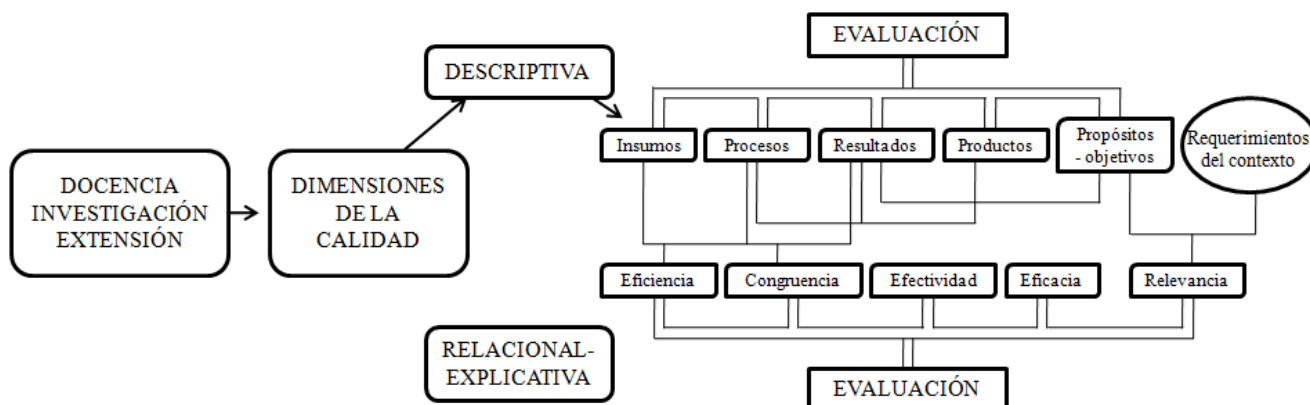 EVALUACIÓN
DESCRIPTIVA
Insumos
Procesos
Resultados
Productos
Propósitos
- objetivos
Requerimientos
del contexto
DOCENCIA
INVESTIGACIÓN
EXTENSIÓN
DIMENSIONES
DE LA
CALIDAD
Eficiencia
Congruencia
Efectividad
Eficacia
Relevancia
RELACIONAL-
EXPLICATIVA
EVALUACIÓN